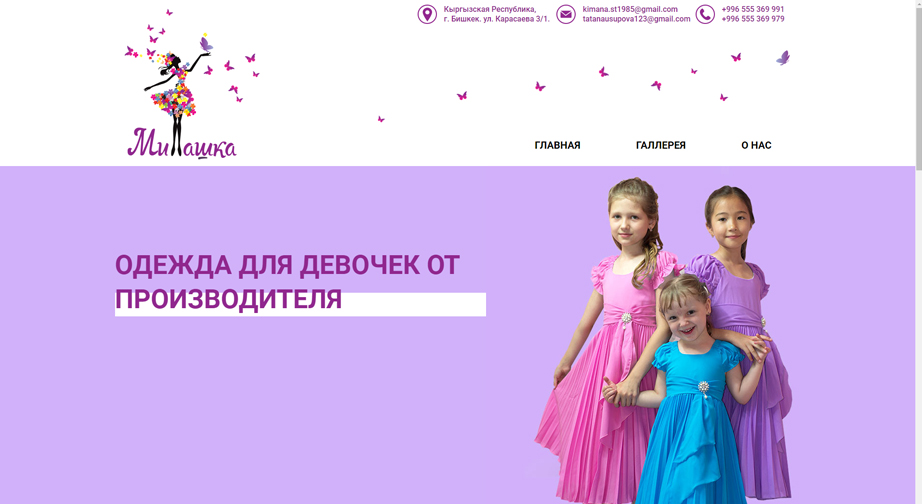 Кыргызская Республика,
г. Бишкек. ул. Карасаева 3/1.
kimana.st1985@gmail.com
tatanausupova123@gmail.com
+996 555 369 991
+996 555 369 979
Милашка
ГЛАВНАЯ
ГАЛЛЕРЕЯ
О НАС
ОДЕЖДА ДЛЯ ДЕВОЧЕК ОТ
ПРОИЗВОДИТЕЛЯ